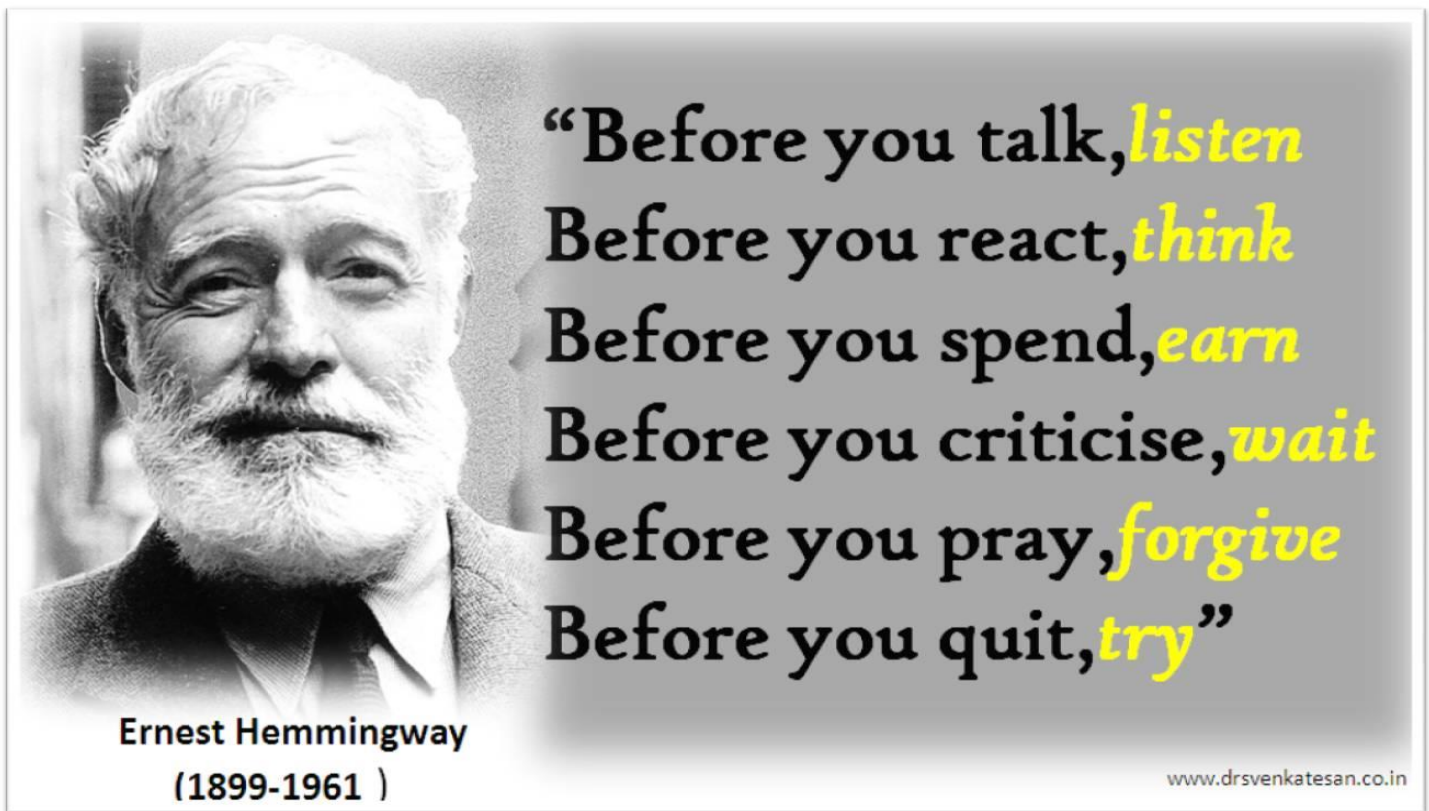 “Before you talk,listen
Before you react,think
Before you spend,earn
Before you criticise,wait
Before you pray,forgive
Before you quit,try”
Ernest Hemmingway
(1899-1961 )
www.drsvenkatesan.co.in